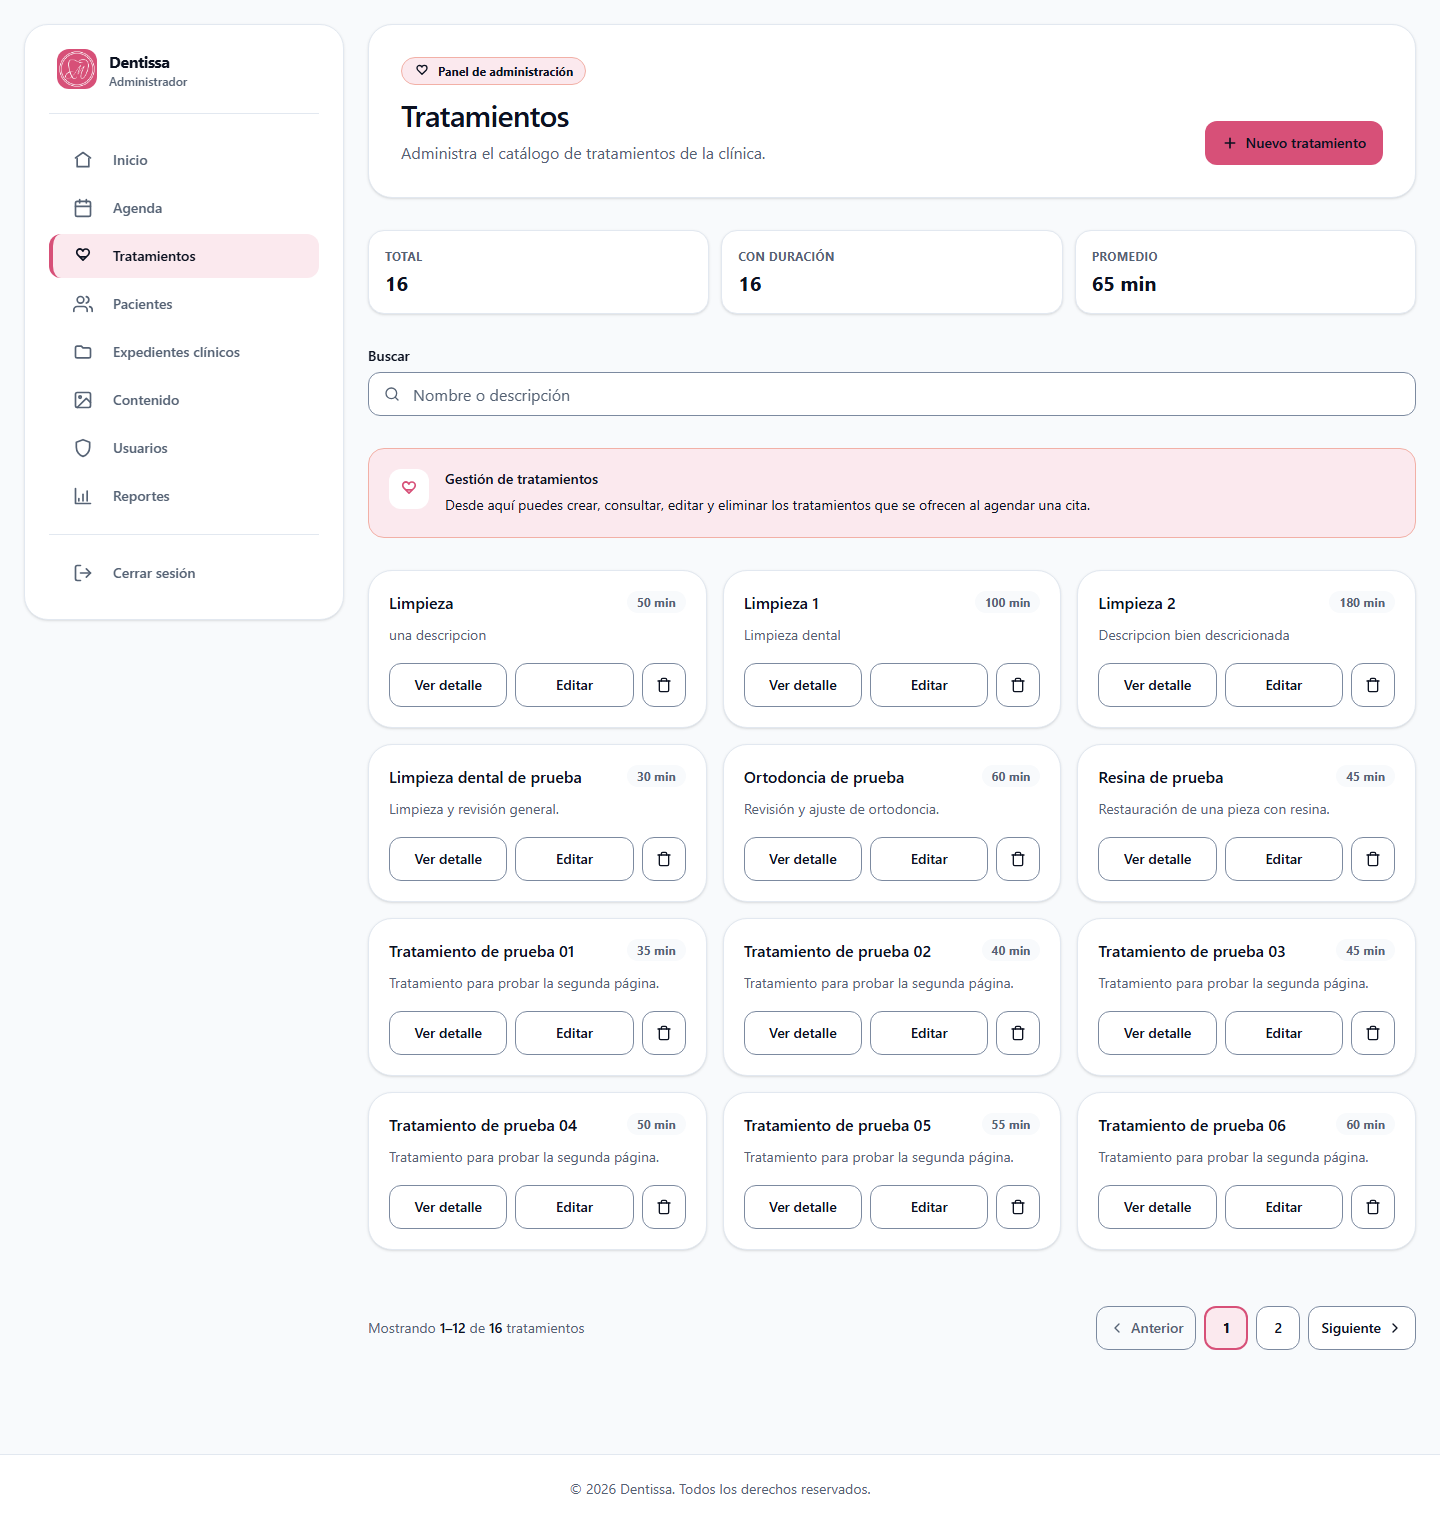 Dentissa
Administrador
Inicio
Agenda
Tratamientos
Pacientes
Expedientes clínicos
Contenido
Usuarios
Reportes
Cerrar sesión
Panel de administración
Tratamientos
Administra el catálogo de tratamientos de la clínica.
Nuevo tratamiento
TOTAL
16
CON DURACIÓN
16
PROMEDIO
65 min
Buscar
Nombre o descripción
Gestión de tratamientos
Desde aquí puedes crear, consultar, editar y eliminar los tratamientos que se ofrecen al agendar una cita.
Limpieza 50 min
una descripcion
Ver detalle Editar
Limpieza 1 100 min
Limpieza dental
Ver detalle Editar
Limpieza 2 180 min
Descripcion bien descricionada
Ver detalle Editar
Limpieza dental de prueba 30 min
Limpieza y revisión general.
Ver detalle Editar
Ortodoncia de prueba 60 min
Revisión y ajuste de ortodoncia.
Ver detalle Editar
Resina de prueba 45 min
Restauración de una pieza con resina.
Ver detalle Editar
Tratamiento de prueba 01 35 min
Tratamiento para probar la segunda página.
Ver detalle Editar
Tratamiento de prueba 02 40 min
Tratamiento para probar la segunda página.
Ver detalle Editar
Tratamiento de prueba 03 45 min
Tratamiento para probar la segunda página.
Ver detalle Editar
Tratamiento de prueba 04 50 min
Tratamiento para probar la segunda página.
Ver detalle Editar
Tratamiento de prueba 05 55 min
Tratamiento para probar la segunda página.
Ver detalle Editar
Tratamiento de prueba 06 60 min
Tratamiento para probar la segunda página.
Ver detalle Editar
Mostrando 1–12 de 16 tratamientos
Anterior 1 2 Siguiente
© 2026 Dentissa. Todos los derechos reservados.